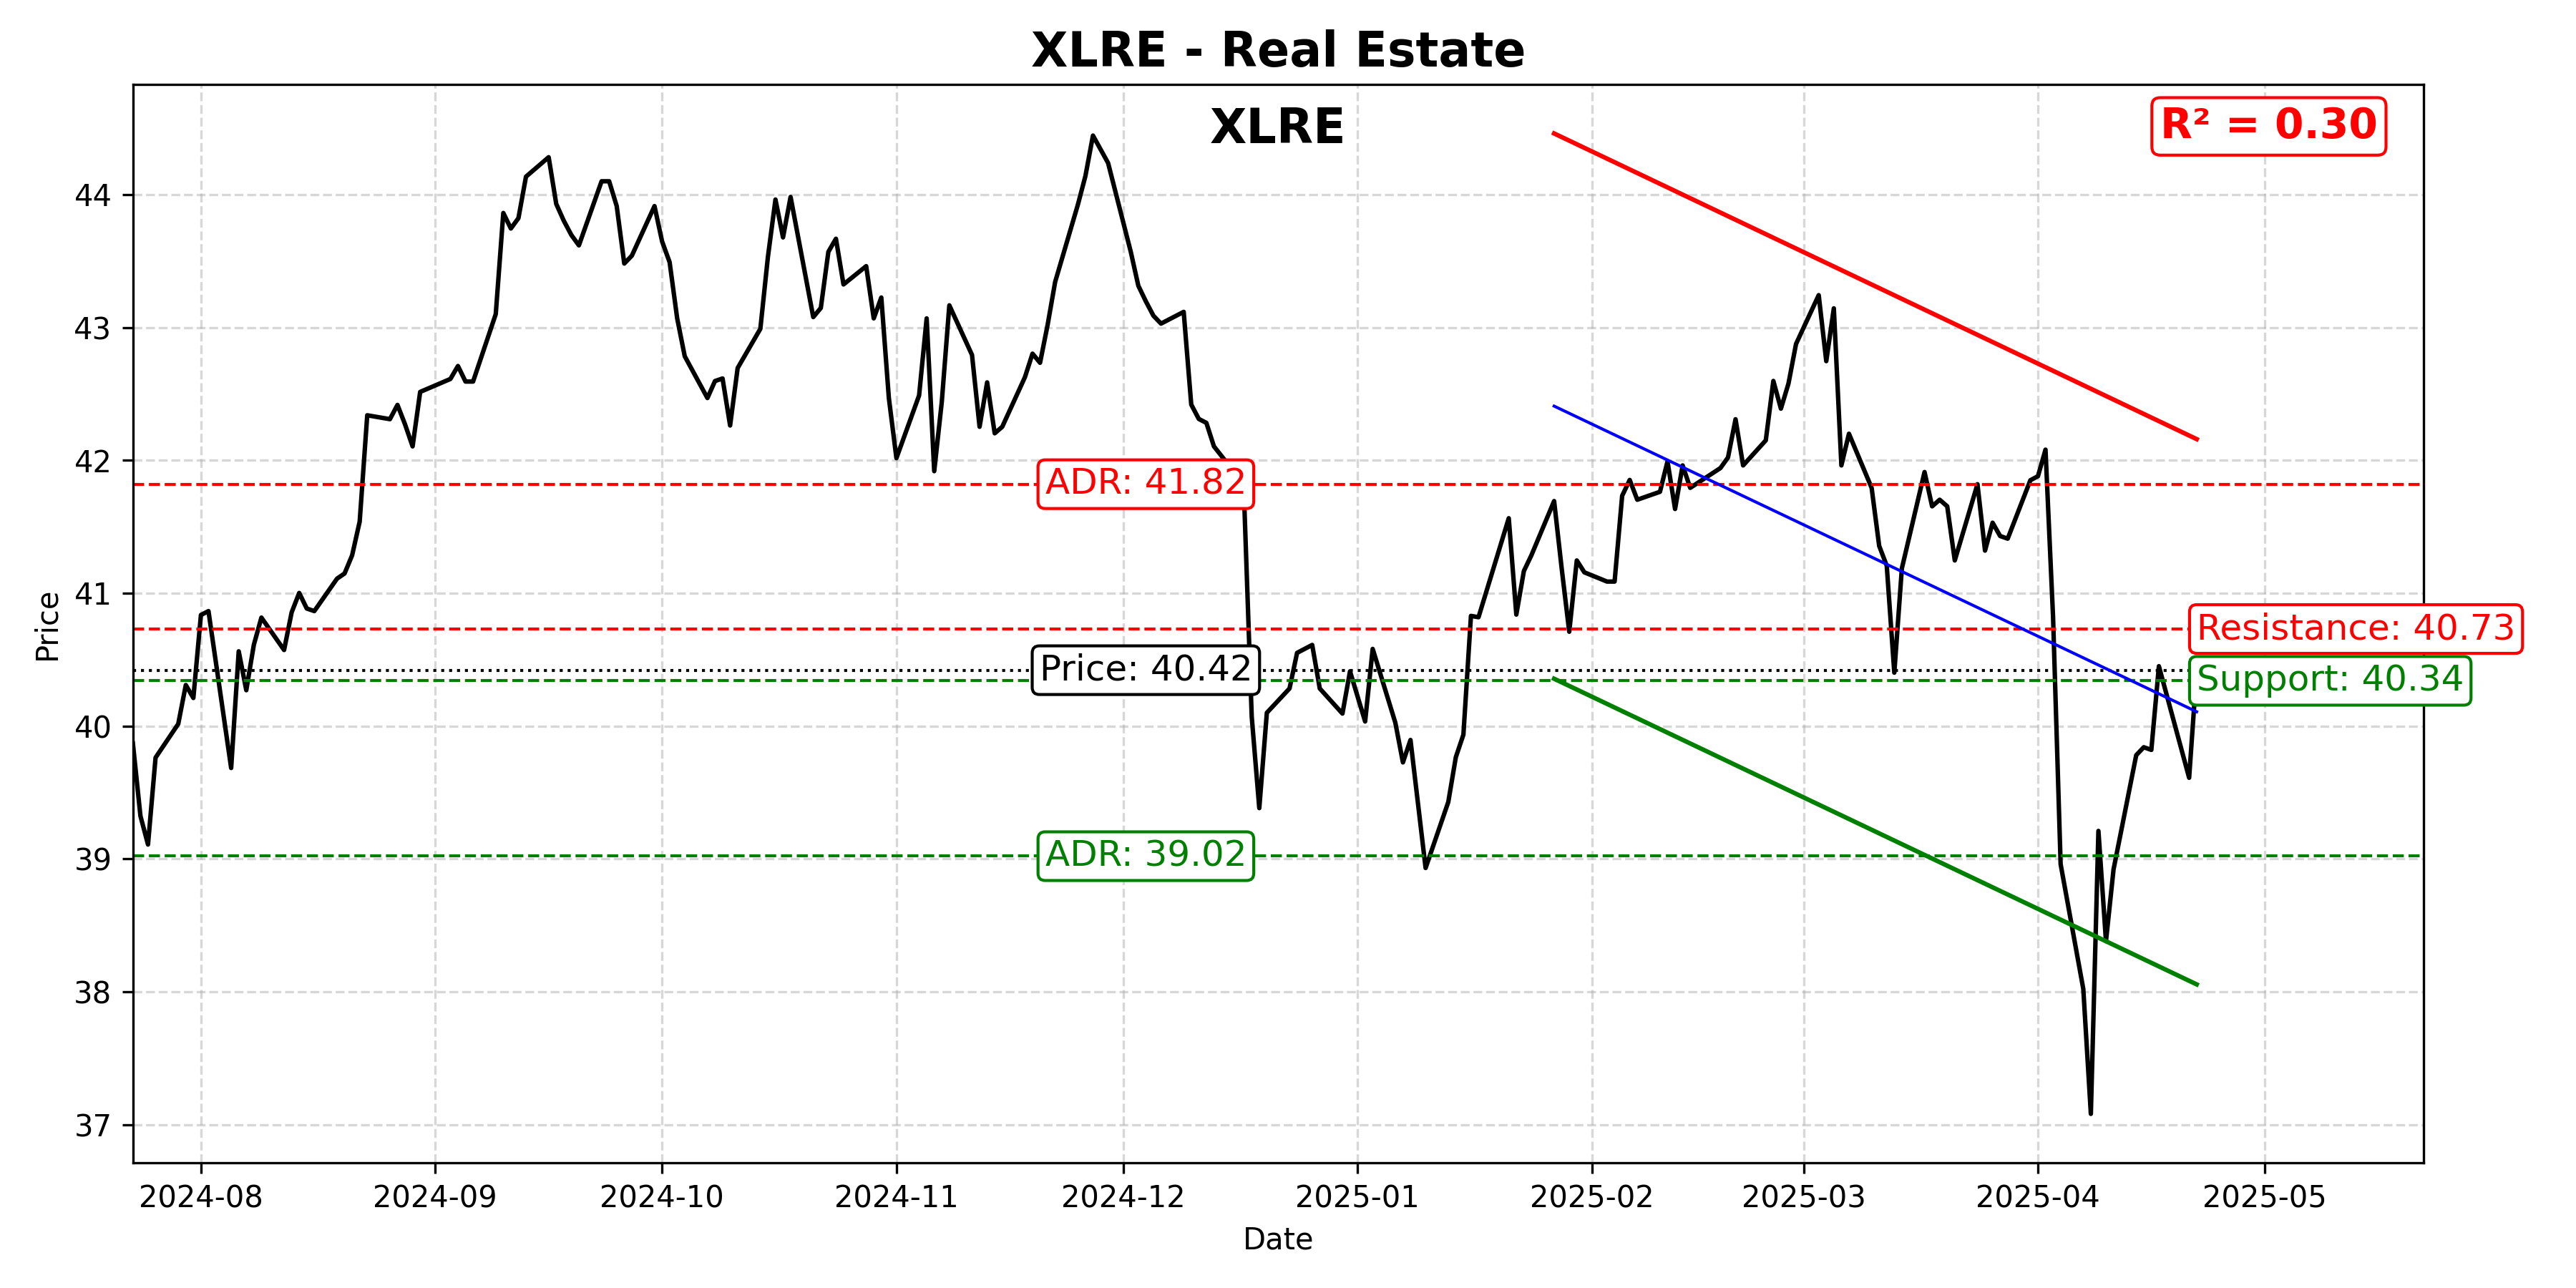 XLRE - Real Estate
XLRE
R² = 0.30
44
43
42
41
40
39
38
37
Price
ADR: 41.82
Resistance: 40.73
Price: 40.42
Support: 40.34
ADR: 39.02
2024-08
2024-09
2024-10
2024-11
2024-12
2025-01
2025-02
2025-03
2025-04
2025-05
Date